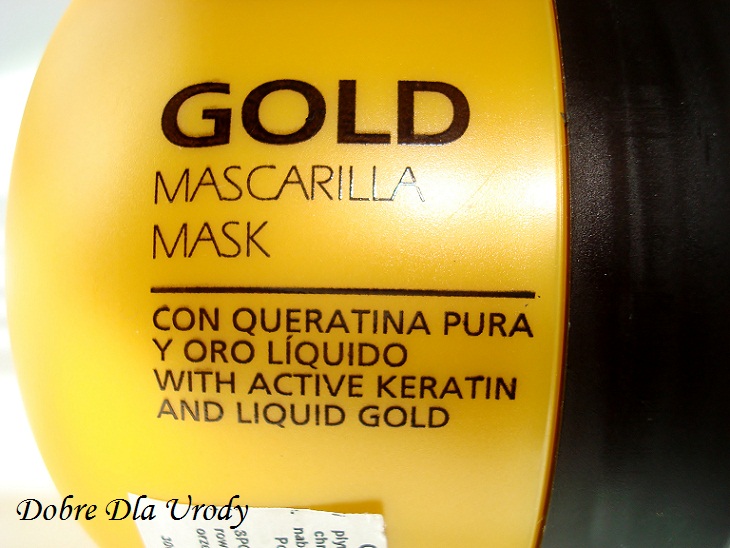 GOLD
MASCARILLA
MASK
CON QUERATINA PURA
Y ORO LÍQUIDO
WITH ACTIVE KERATIN
AND LIQUID GOLD
Dobre Dla Urody